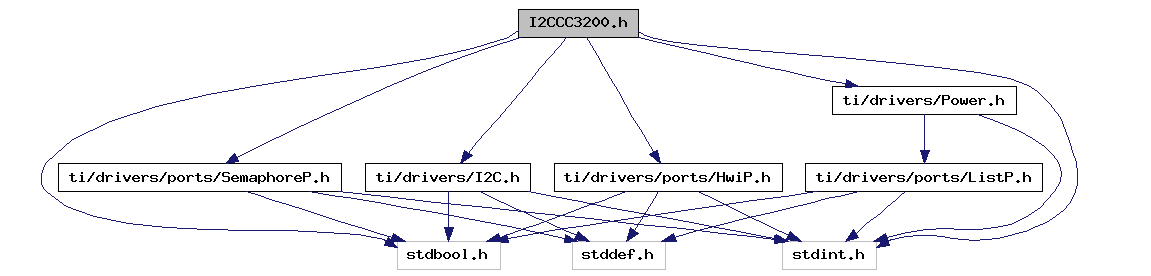 I2CCC3200.h
ti/drivers/Power.h
ti/drivers/ports/SemaphoreP.h
ti/drivers/I2C.h
ti/drivers/ports/HwiP.h
ti/drivers/ports/ListP.h
stdbool.h
stddef.h
stdint.h